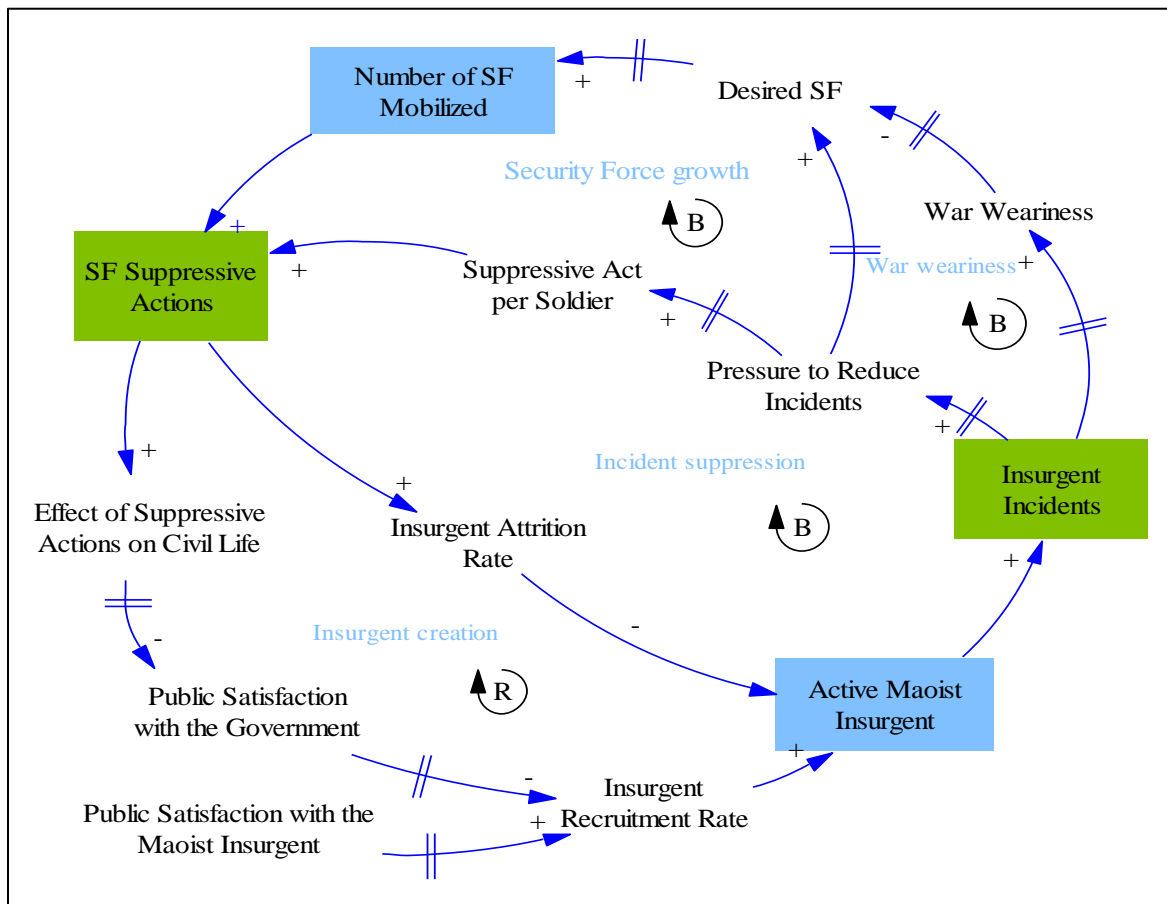 Number of SF
Mobilized
+
Desired SF
-
+
Security Force growth
B
War Weariness
+
SF Suppressive
Actions
+
Suppressive Act
per Soldier
War weariness
+
B
+
Pressure to Reduce
Incidents
+
Incident suppression
Insurgent
Incidents
+
+
Effect of Suppressive
Actions on Civil Life
Insurgent Attrition
Rate
B
+
-
Insurgent creation
-
R
Public Satisfaction
with the Government
Active Maoist
Insurgent
+
-
Insurgent
Recruitment Rate
Public Satisfaction with the
Maoist Insurgent
+